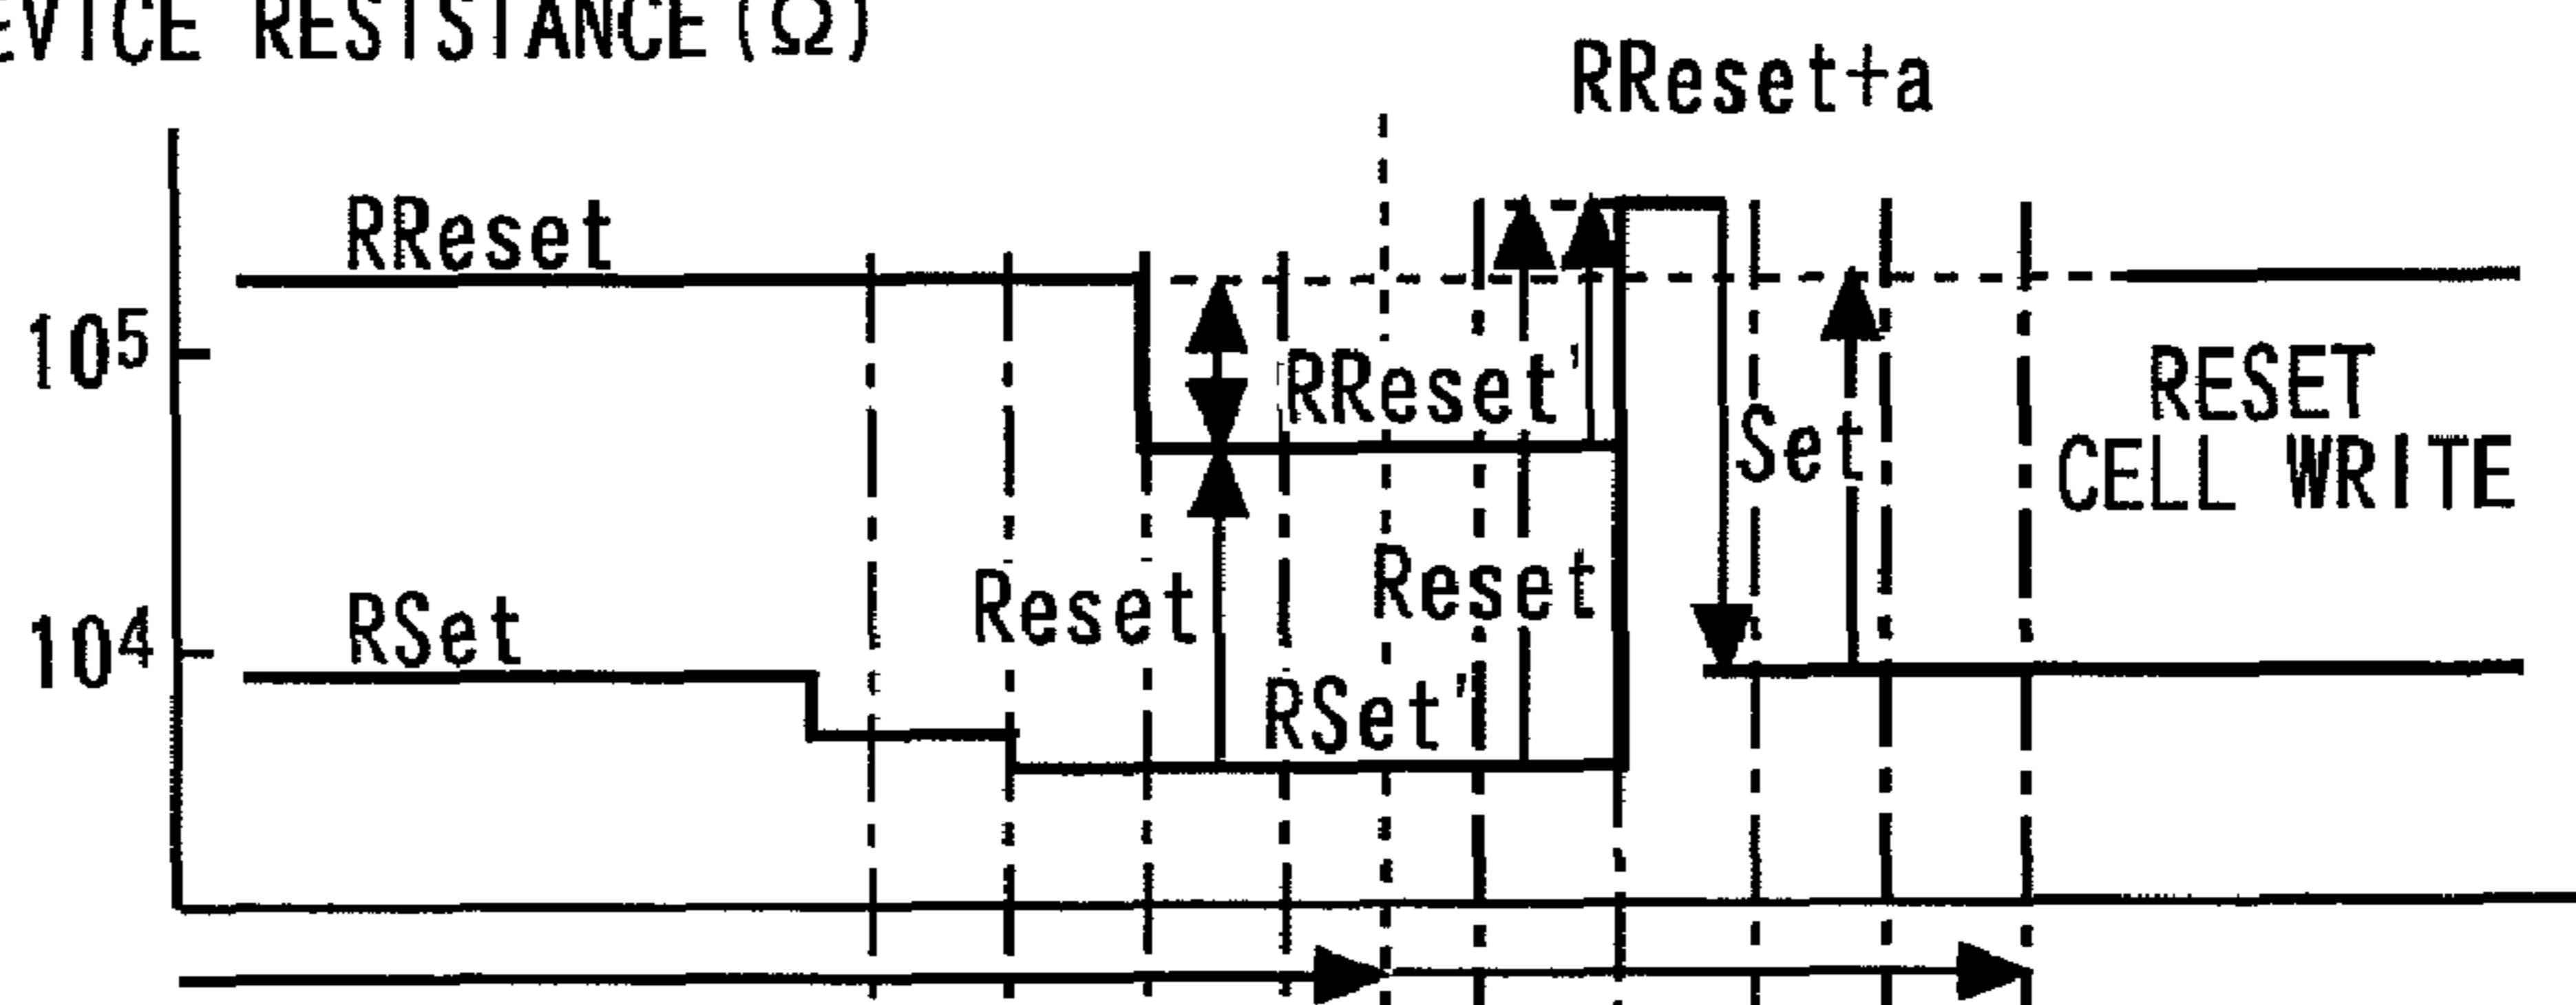 EVICE RESISTANCE(Ω)
RReset+a
RReset
10⁵
RReset'
RESET
CELL WRITE
Set
Reset
Reset
10⁴
RSet
RSet'